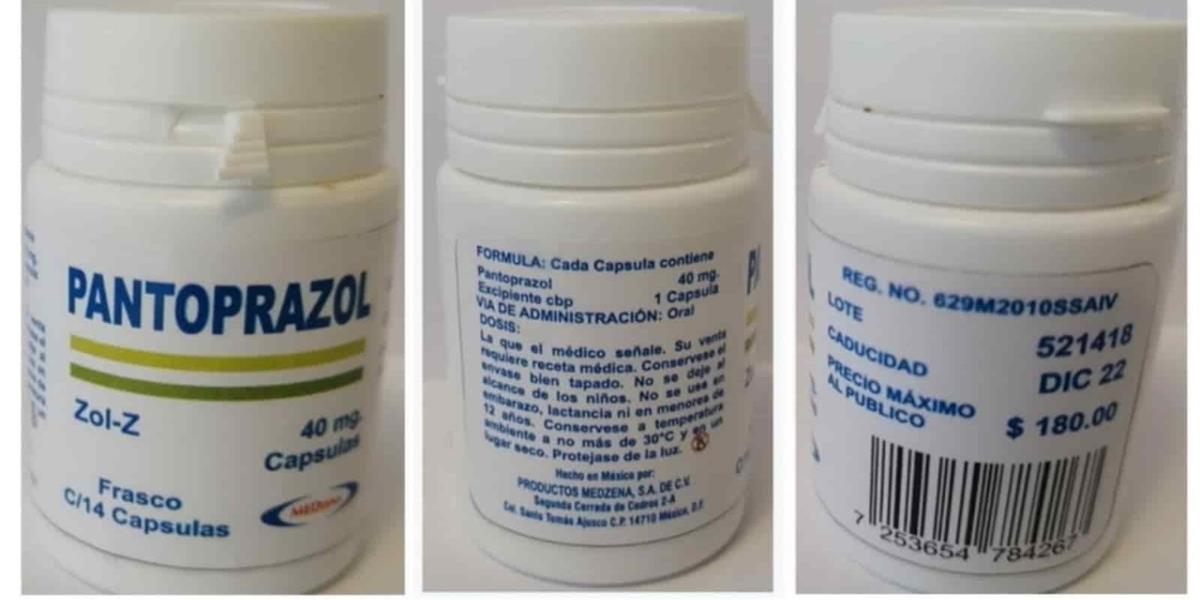 PANTOPRAZOL
Zol-Z
40 mg.
Capsulas
Frasco
C/14 Capsulas
MEDzena
FORMULA: Cada Capsula contiene
Pantoprazol 40 mg.
Excipiente cbp 1 Capsula
VIA DE ADMINISTRACIÓN: Oral
DOSIS:
La que el médico señale. Su venta
requiere receta médica. Conservese el
envase bien tapado. No se deje al
alcance de los niños. No se use en
embarazo, lactancia ni en menores de
12 años. Conservese a temperatura
ambiente a no más de 30°C y en un
lugar seco. Protejase de la luz.
Hecho en México por:
PRODUCTOS MEDZENA, S.A. DE C.V.
Segunda Cerrada de Cedros 2-A
Col. Santo Tomás Ajusco C.P. 14710 México, D.F.
REG. NO. 629M2010SSAIV
LOTE 521418
CADUCIDAD DIC 22
PRECIO MÁXIMO
AL PUBLICO $ 180.00
7 253654 784267